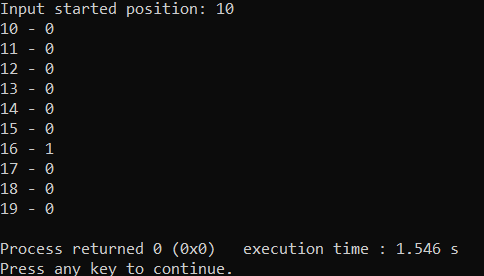 Input started position: 10
10 - 0
11 - 0
12 - 0
13 - 0
14 - 0
15 - 0
16 - 1
17 - 0
18 - 0
19 - 0
Process returned 0 (0x0)   execution time : 1.546 s
Press any key to continue.